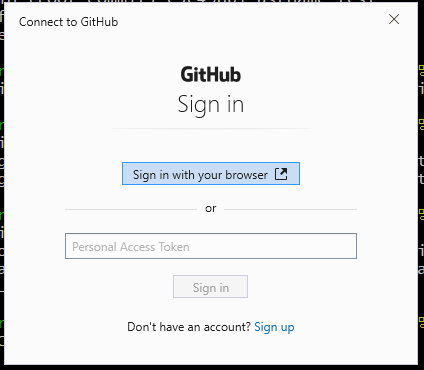 Connect to GitHub
GitHub
Sign in
Sign in with your browser
or
Personal Access Token
Sign in
Don't have an account? Sign up